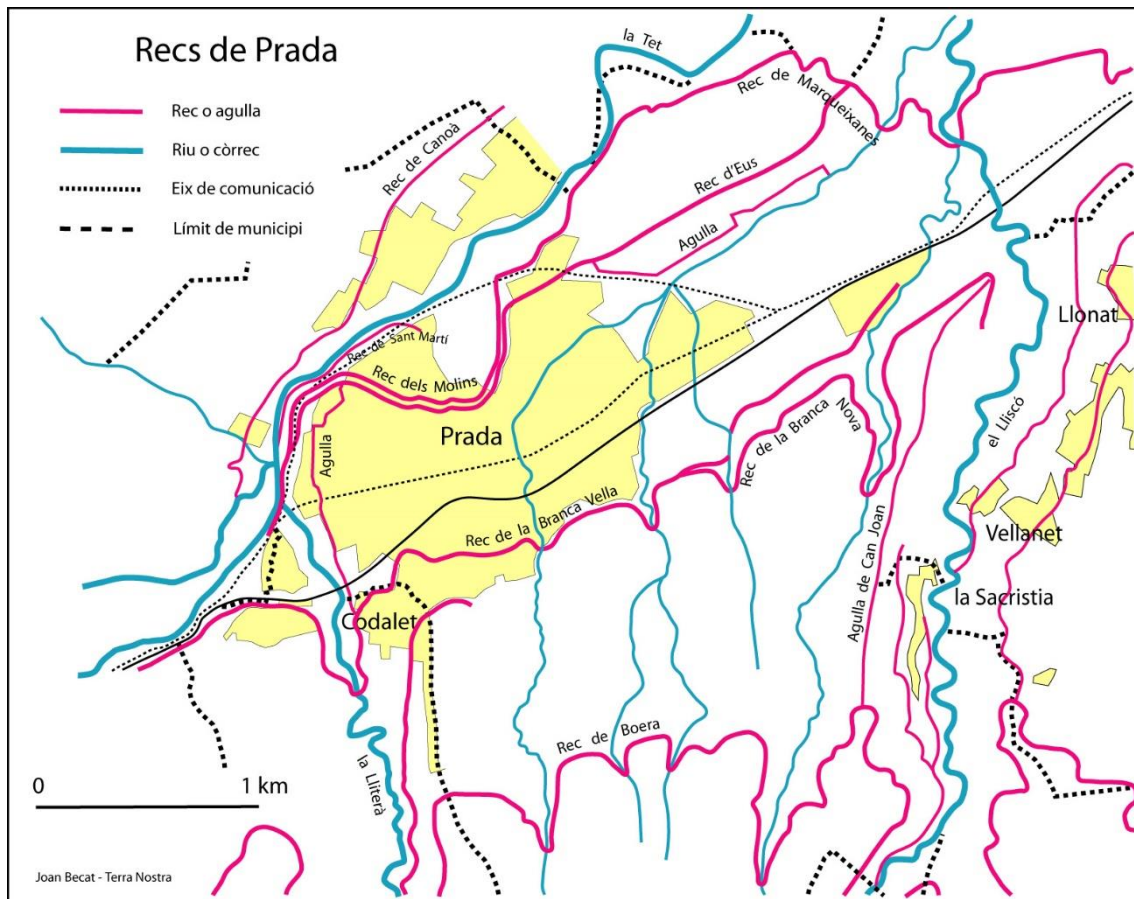 Recs de Prada
Rec o agulla
Riu o còrrec
Eix de comunicació
Límit de municipi
la Tet
Rec de Marqueixanes
Rec de Canoà
Rec d'Eus
Agulla
Llonat
Rec de Sant Martí
Rec dels Molins
Prada
Agulla
Rec de la Branca Nova
el Lliscó
Rec de la Branca Vella
Vellanet
Agulla de Can Joan
la Sacristia
Codalet
Rec de Boera
la Lliterà
0 1 km
Joan Becat - Terra Nostra